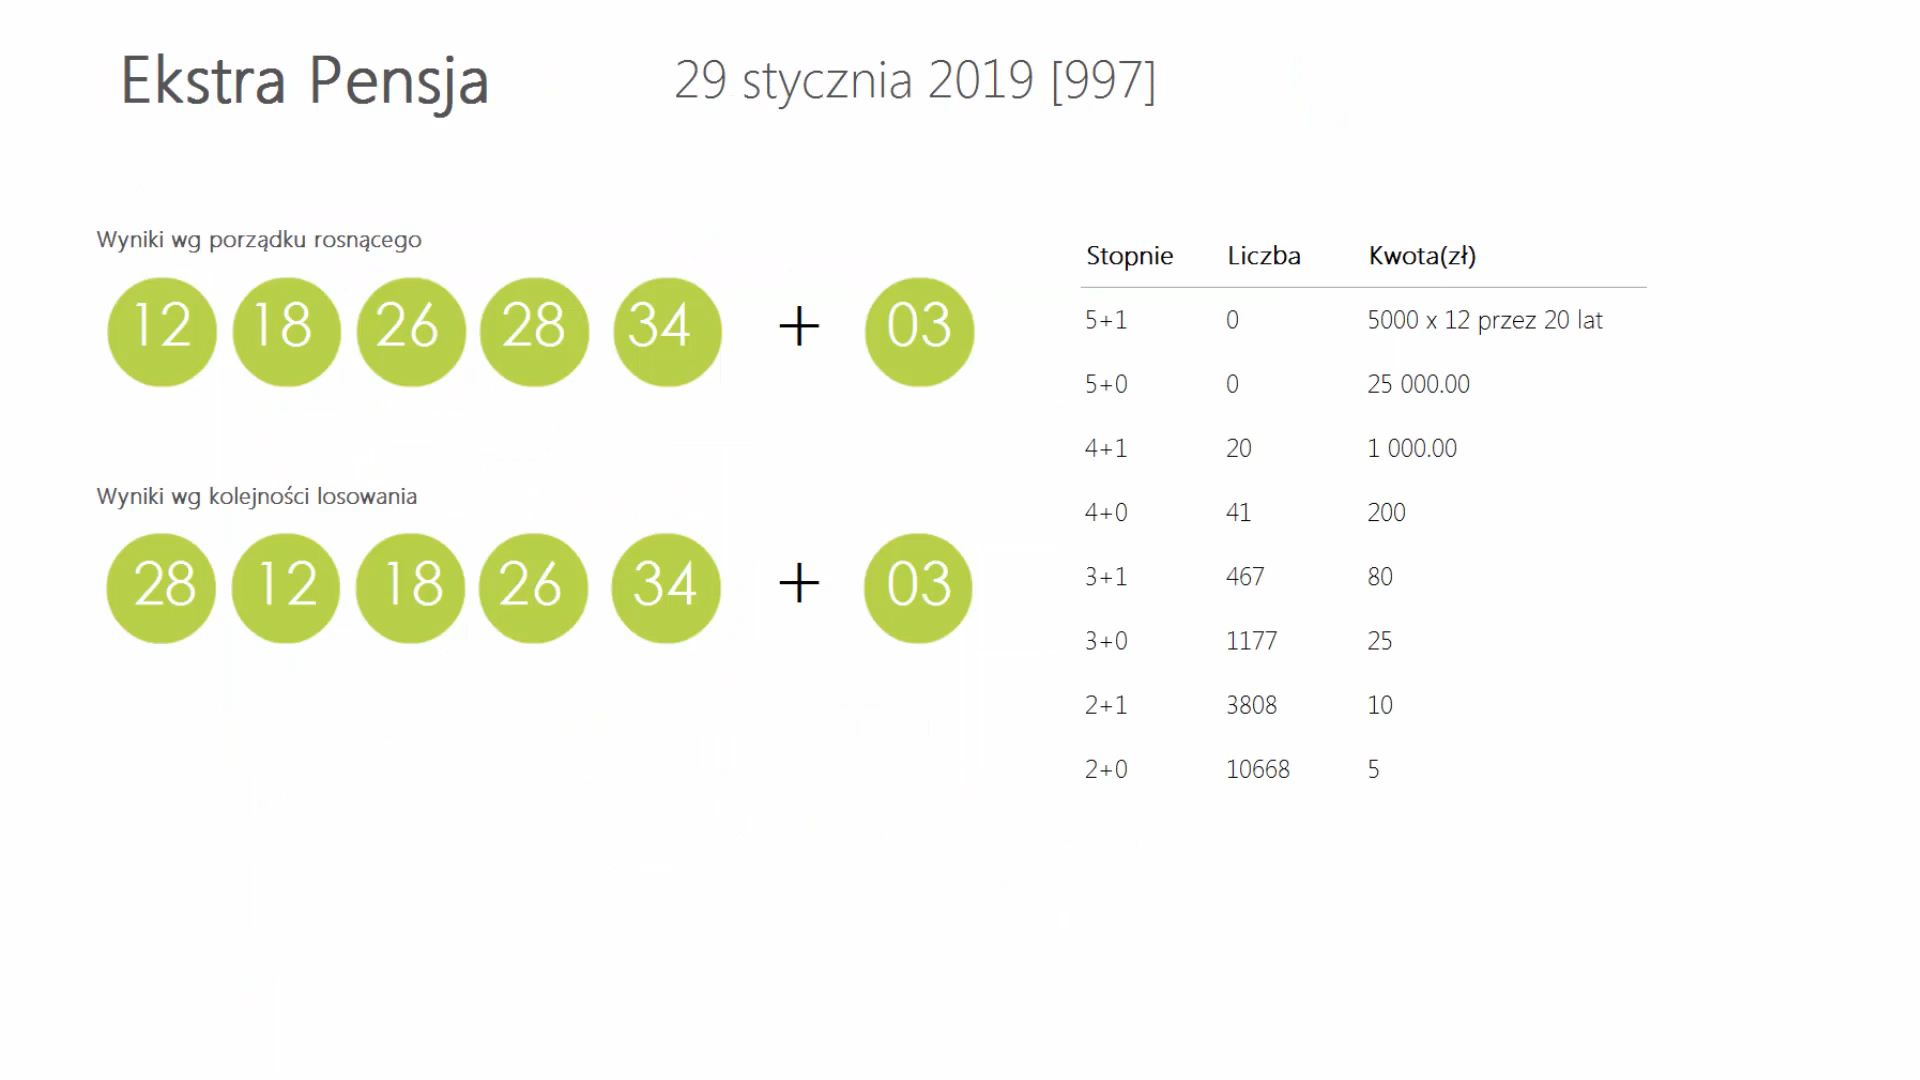 Ekstra Pensja 29 stycznia 2019 [997]
Wyniki wg porządku rosnącego
12 18 26 28 34 + 03
Wyniki wg kolejności losowania
28 12 18 26 34 + 03
Stopnie Liczba Kwota(zł)
5+1 0 5000 x 12 przez 20 lat
5+0 0 25 000.00
4+1 20 1 000.00
4+0 41 200
3+1 467 80
3+0 1177 25
2+1 3808 10
2+0 10668 5